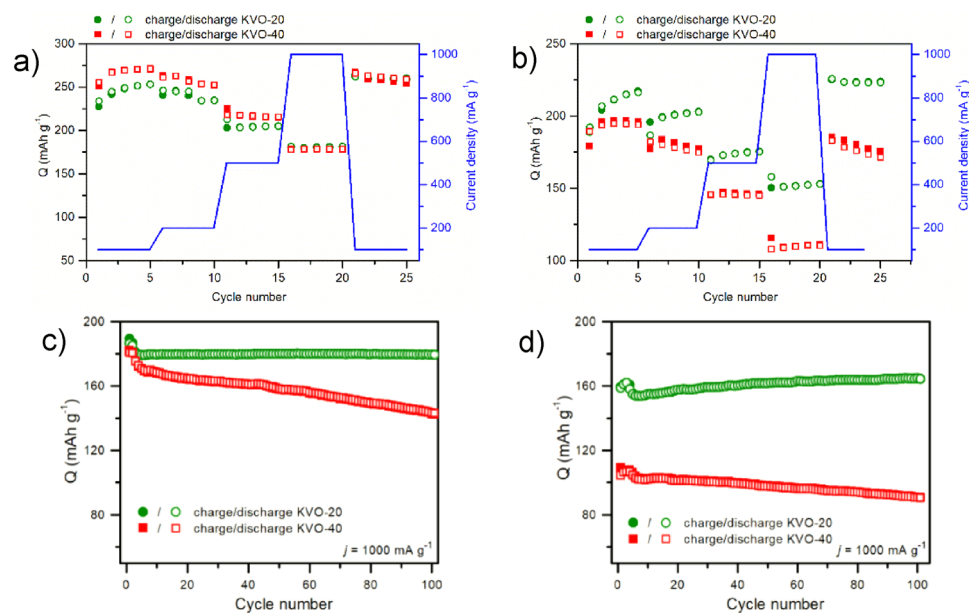 a)
● / ○ charge/discharge KVO-20
■ / □ charge/discharge KVO-40
300
250
200
150
100
50
Q (mAh g⁻¹)
0 5 10 15 20 25
Cycle number
1000
800
600
400
200
Current density (mA g⁻¹)
b)
● / ○ charge/discharge KVO-20
■ / □ charge/discharge KVO-40
250
200
150
100
Q (mAh g⁻¹)
0 5 10 15 20 25
Cycle number
1000
800
600
400
200
Current density (mA g⁻¹)
c)
200
160
120
80
Q (mAh g⁻¹)
● / ○ charge/discharge KVO-20
■ / □ charge/discharge KVO-40
j = 1000 mA g⁻¹
0 20 40 60 80 100
Cycle number
d)
200
160
120
80
Q (mAh g⁻¹)
● / ○ charge/discharge KVO-20
■ / □ charge/discharge KVO-40
j = 1000 mA g⁻¹
0 20 40 60 80 100
Cycle number